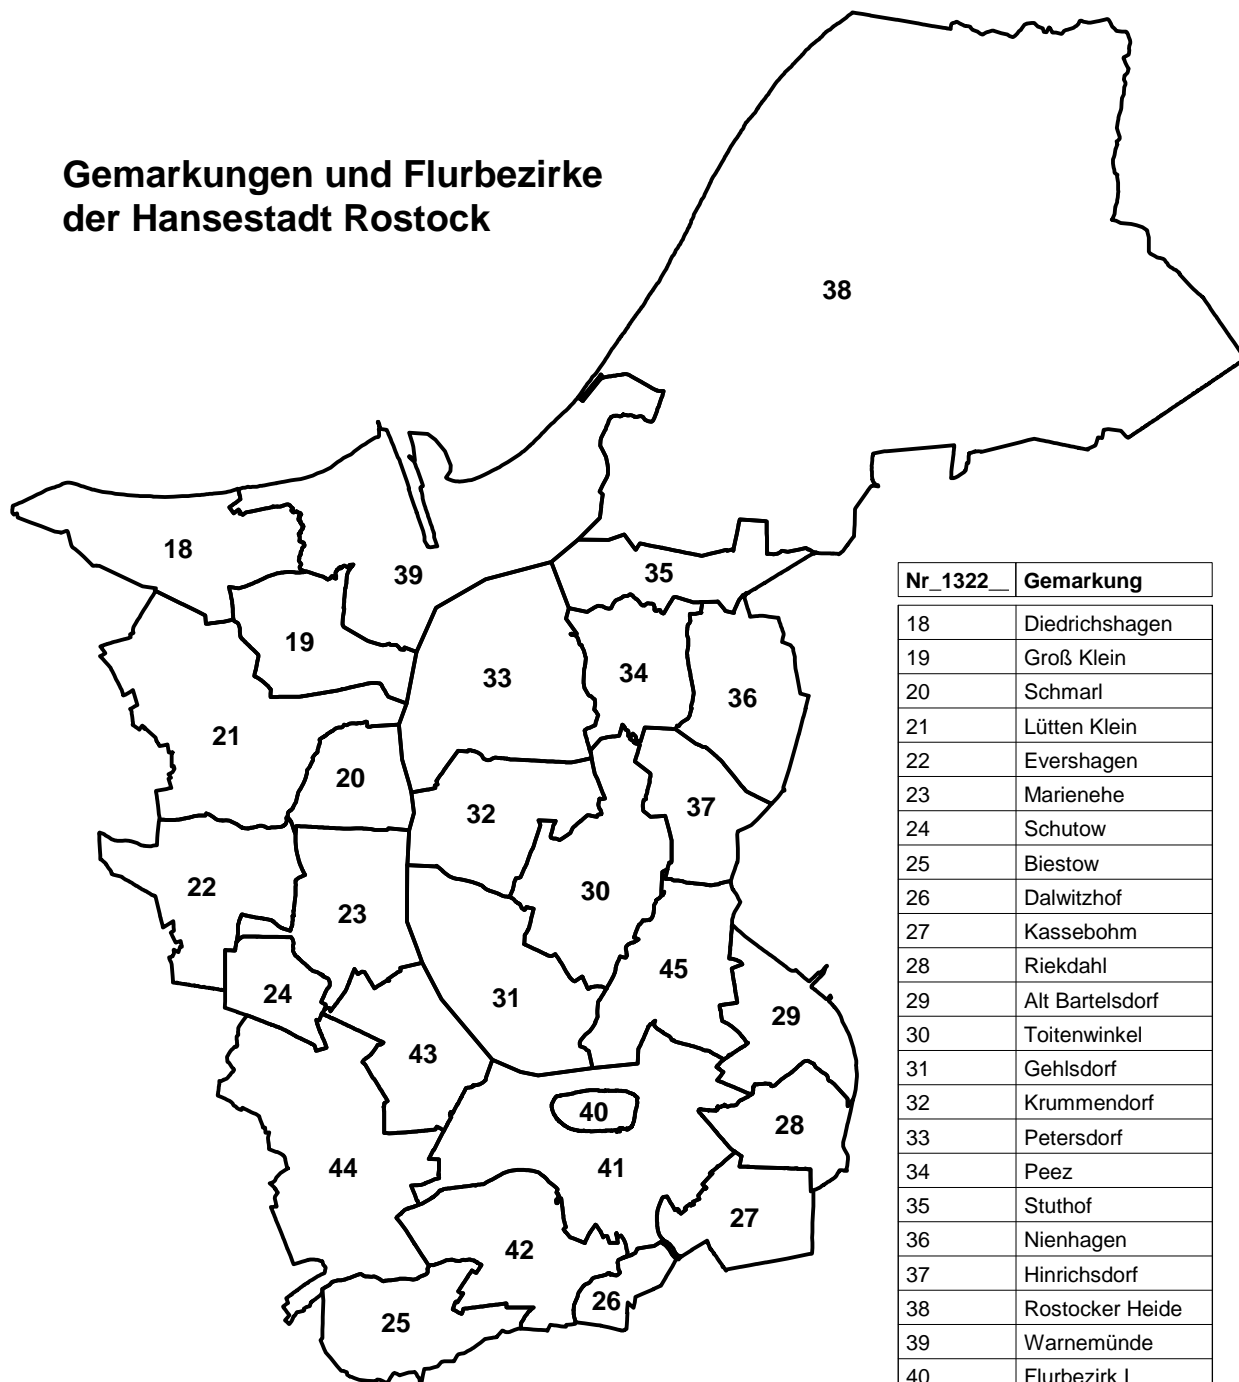 Gemarkungen und Flurbezirke
der Hansestadt Rostock
38
18
39
35
19
33
34
36
21
20
32
37
22
23
30
24
31
45
29
43
40
28
44
41
27
42
26
25
Nr_1322__ Gemarkung
18 Diedrichshagen
19 Groß Klein
20 Schmarl
21 Lütten Klein
22 Evershagen
23 Marienehe
24 Schutow
25 Biestow
26 Dalwitzhof
27 Kassebohm
28 Riekdahl
29 Alt Bartelsdorf
30 Toitenwinkel
31 Gehlsdorf
32 Krummendorf
33 Petersdorf
34 Peez
35 Stuthof
36 Nienhagen
37 Hinrichsdorf
38 Rostocker Heide
39 Warnemünde
40 Flurbezirk I